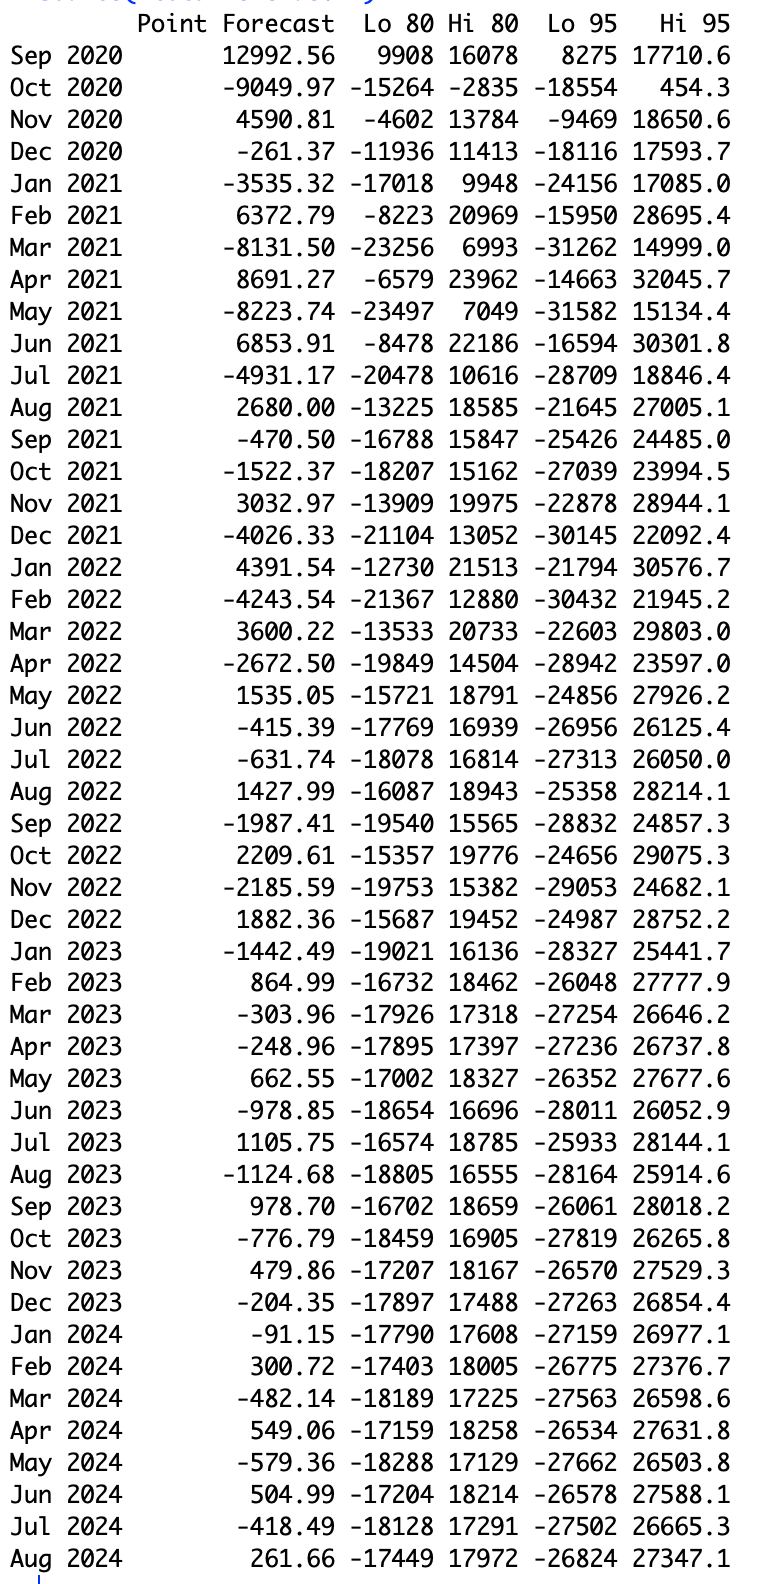 Point Forecast Lo 80 Hi 80 Lo 95 Hi 95
Sep 2020 12992.56 9908 16078 8275 17710.6
Oct 2020 -9049.97 -15264 -2835 -18554 454.3
Nov 2020 4590.81 -4602 13784 -9469 18650.6
Dec 2020 -261.37 -11936 11413 -18116 17593.7
Jan 2021 -3535.32 -17018 9948 -24156 17085.0
Feb 2021 6372.79 -8223 20969 -15950 28695.4
Mar 2021 -8131.50 -23256 6993 -31262 14999.0
Apr 2021 8691.27 -6579 23962 -14663 32045.7
May 2021 -8223.74 -23497 7049 -31582 15134.4
Jun 2021 6853.91 -8478 22186 -16594 30301.8
Jul 2021 -4931.17 -20478 10616 -28709 18846.4
Aug 2021 2680.00 -13225 18585 -21645 27005.1
Sep 2021 -470.50 -16788 15847 -25426 24485.0
Oct 2021 -1522.37 -18207 15162 -27039 23994.5
Nov 2021 3032.97 -13909 19975 -22878 28944.1
Dec 2021 -4026.33 -21104 13052 -30145 22092.4
Jan 2022 4391.54 -12730 21513 -21794 30576.7
Feb 2022 -4243.54 -21367 12880 -30432 21945.2
Mar 2022 3600.22 -13533 20733 -22603 29803.0
Apr 2022 -2672.50 -19849 14504 -28942 23597.0
May 2022 1535.05 -15721 18791 -24856 27926.2
Jun 2022 -415.39 -17769 16939 -26956 26125.4
Jul 2022 -631.74 -18078 16814 -27313 26050.0
Aug 2022 1427.99 -16087 18943 -25358 28214.1
Sep 2022 -1987.41 -19540 15565 -28832 24857.3
Oct 2022 2209.61 -15357 19776 -24656 29075.3
Nov 2022 -2185.59 -19753 15382 -29053 24682.1
Dec 2022 1882.36 -15687 19452 -24987 28752.2
Jan 2023 -1442.49 -19021 16136 -28327 25441.7
Feb 2023 864.99 -16732 18462 -26048 27777.9
Mar 2023 -303.96 -17926 17318 -27254 26646.2
Apr 2023 -248.96 -17895 17397 -27236 26737.8
May 2023 662.55 -17002 18327 -26352 27677.6
Jun 2023 -978.85 -18654 16696 -28011 26052.9
Jul 2023 1105.75 -16574 18785 -25933 28144.1
Aug 2023 -1124.68 -18805 16555 -28164 25914.6
Sep 2023 978.70 -16702 18659 -26061 28018.2
Oct 2023 -776.79 -18459 16905 -27819 26265.8
Nov 2023 479.86 -17207 18167 -26570 27529.3
Dec 2023 -204.35 -17897 17488 -27263 26854.4
Jan 2024 -91.15 -17790 17608 -27159 26977.1
Feb 2024 300.72 -17403 18005 -26775 27376.7
Mar 2024 -482.14 -18189 17225 -27563 26598.6
Apr 2024 549.06 -17159 18258 -26534 27631.8
May 2024 -579.36 -18288 17129 -27662 26503.8
Jun 2024 504.99 -17204 18214 -26578 27588.1
Jul 2024 -418.49 -18128 17291 -27502 26665.3
Aug 2024 261.66 -17449 17972 -26824 27347.1